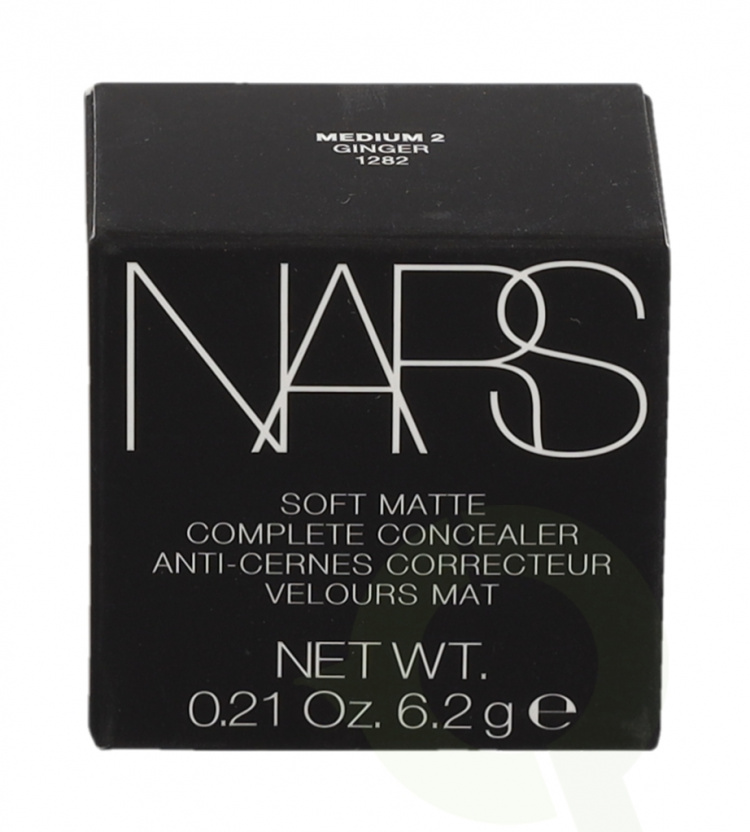 MEDIUM 2
GINGER
1282
NARS
SOFT MATTE
COMPLETE CONCEALER
ANTI-CERNES CORRECTEUR
VELOURS MAT
NET WT.
0.21 Oz. 6.2 g ℮